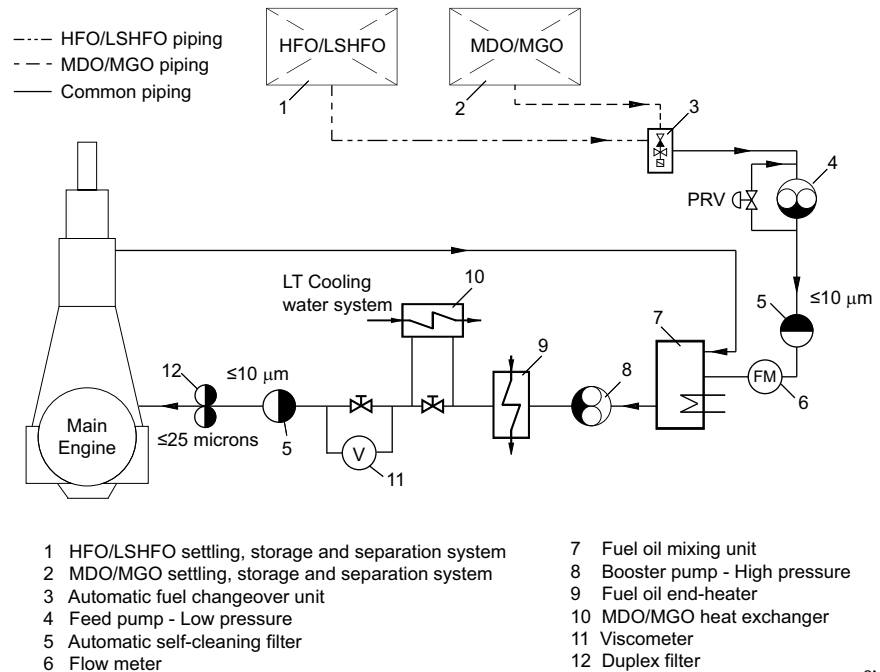 HFO/LSHFO piping
MDO/MGO piping
Common piping
HFO/LSHFO
MDO/MGO
1
2
3
4
PRV
LT Cooling
water system
10
5
≤10 μm
7
9
8
FM
6
12
≤10 μm
Main
Engine
≤25 microns
5
V
11
1 HFO/LSHFO settling, storage and separation system
2 MDO/MGO settling, storage and separation system
3 Automatic fuel changeover unit
4 Feed pump - Low pressure
5 Automatic self-cleaning filter
6 Flow meter
7 Fuel oil mixing unit
8 Booster pump - High pressure
9 Fuel oil end-heater
10 MDO/MGO heat exchanger
11 Viscometer
12 Duplex filter